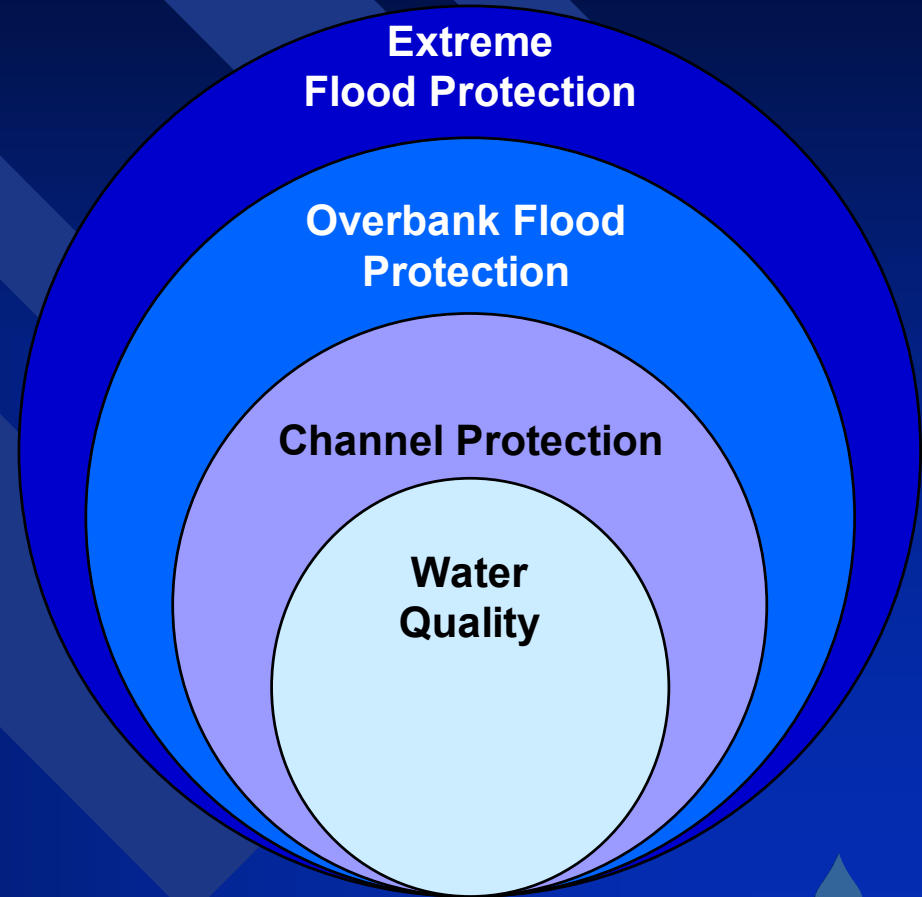 Extreme
Flood Protection
Overbank Flood
Protection
Channel Protection
Water
Quality